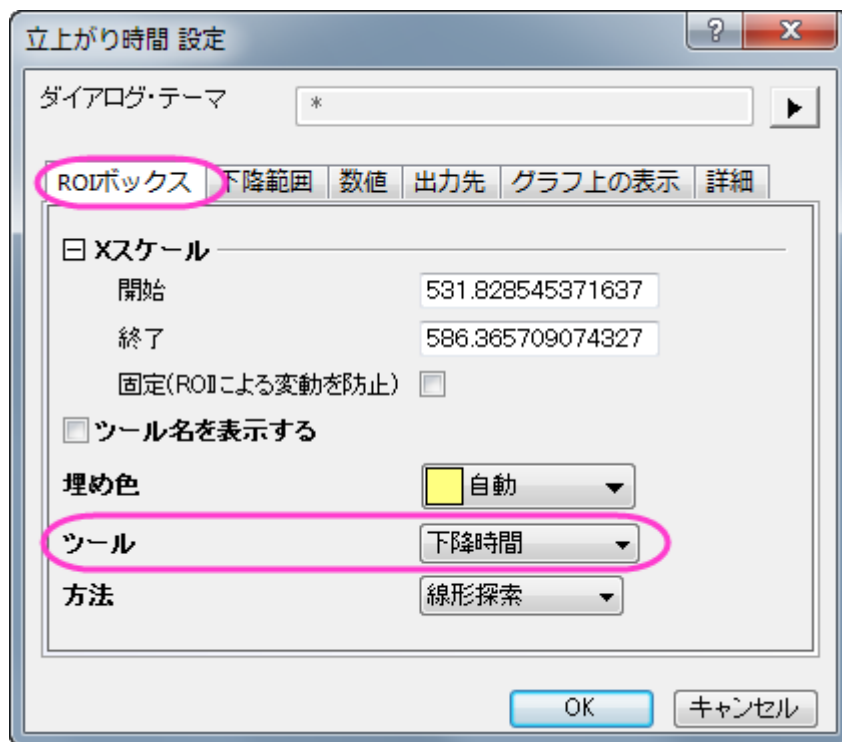 立上がり時間 設定
ダイアログ・テーマ *
ROIボックス 下降範囲 数値 出力先 グラフ上の表示 詳細
Xスケール
開始 531.828545371637
終了 586.365709074327
固定(ROIによる変動を防止)
ツール名を表示する
埋め色 自動
ツール 下降時間
方法 線形探索
OK キャンセル